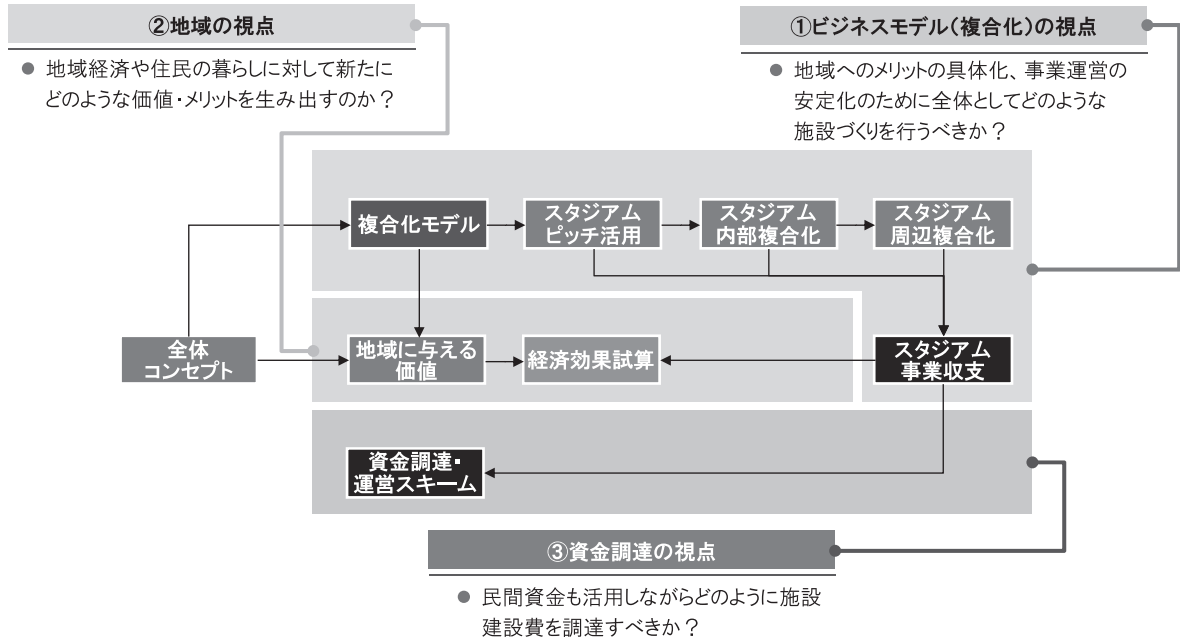 ②地域の視点
● 地域経済や住民の暮らしに対して新たに
どのような価値・メリットを生み出すのか？
①ビジネスモデル（複合化）の視点
● 地域へのメリットの具体化、事業運営の
安定化のために全体としてどのような
施設づくりを行うべきか？
複合化モデル
スタジアム
ピッチ活用
スタジアム
内部複合化
スタジアム
周辺複合化
全体
コンセプト
地域に与える
価値
経済効果試算
スタジアム
事業収支
資金調達・
運営スキーム
③資金調達の視点
● 民間資金も活用しながらどのように施設
建設費を調達すべきか？